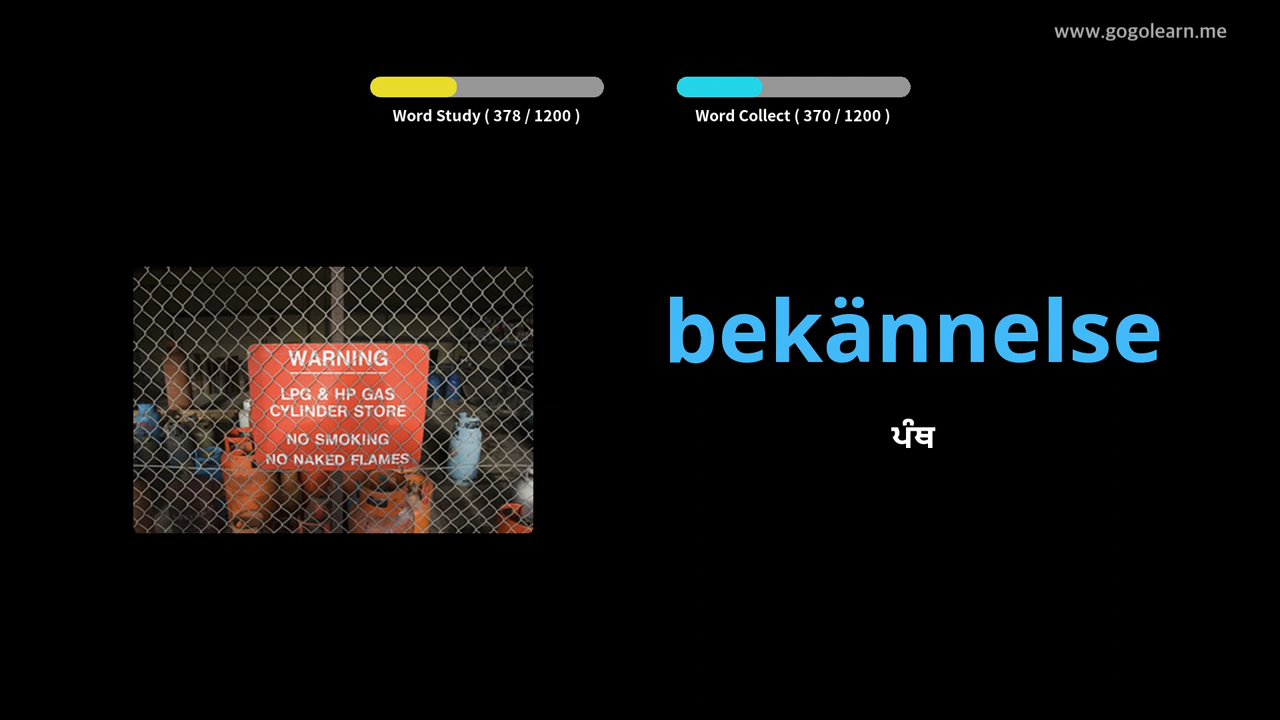 www.gogolearn.me
Word Study ( 378 / 1200 )
Word Collect ( 370 / 1200 )
WARNING
LPG & HP GAS
CYLINDER STORE
NO SMOKING
NO NAKED FLAMES
bekännelse
ਪੰਥ